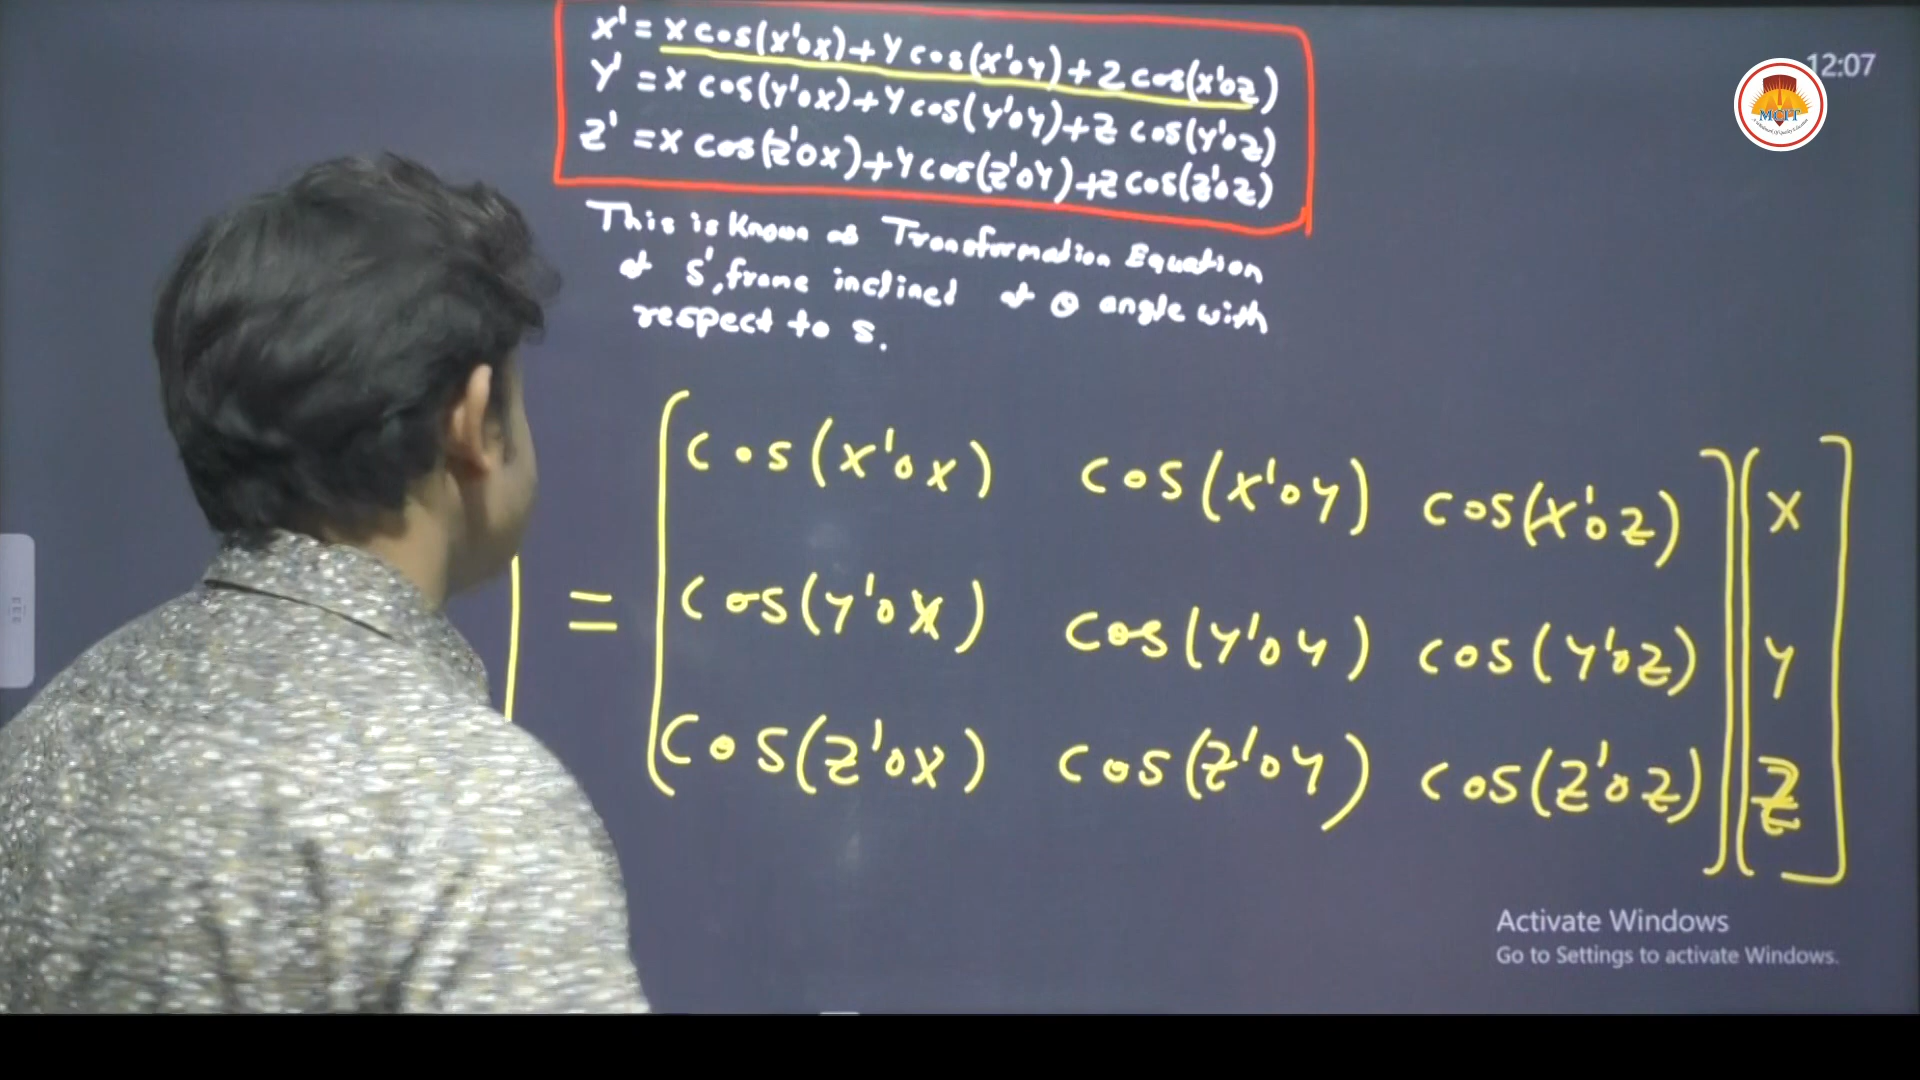 x' = x cos(x'ox) + y cos(x'oy) + z cos(x'oz)
12:07
y' = x cos(y'ox) + y cos(y'oy) + z cos(y'oz)
MCIT
z' = x cos(z'ox) + y cos(z'oy) + z cos(z'oz)
This is Known as Transformation Equation
at s', frame inclined at θ angle with
respect to s.
cos(x'ox) cos(x'oy) cos(x'oz) x
= cos(y'ox) cos(y'oy) cos(y'oz) y
cos(z'ox) cos(z'oy) cos(z'oz) z
Activate Windows
Go to Settings to activate Windows.